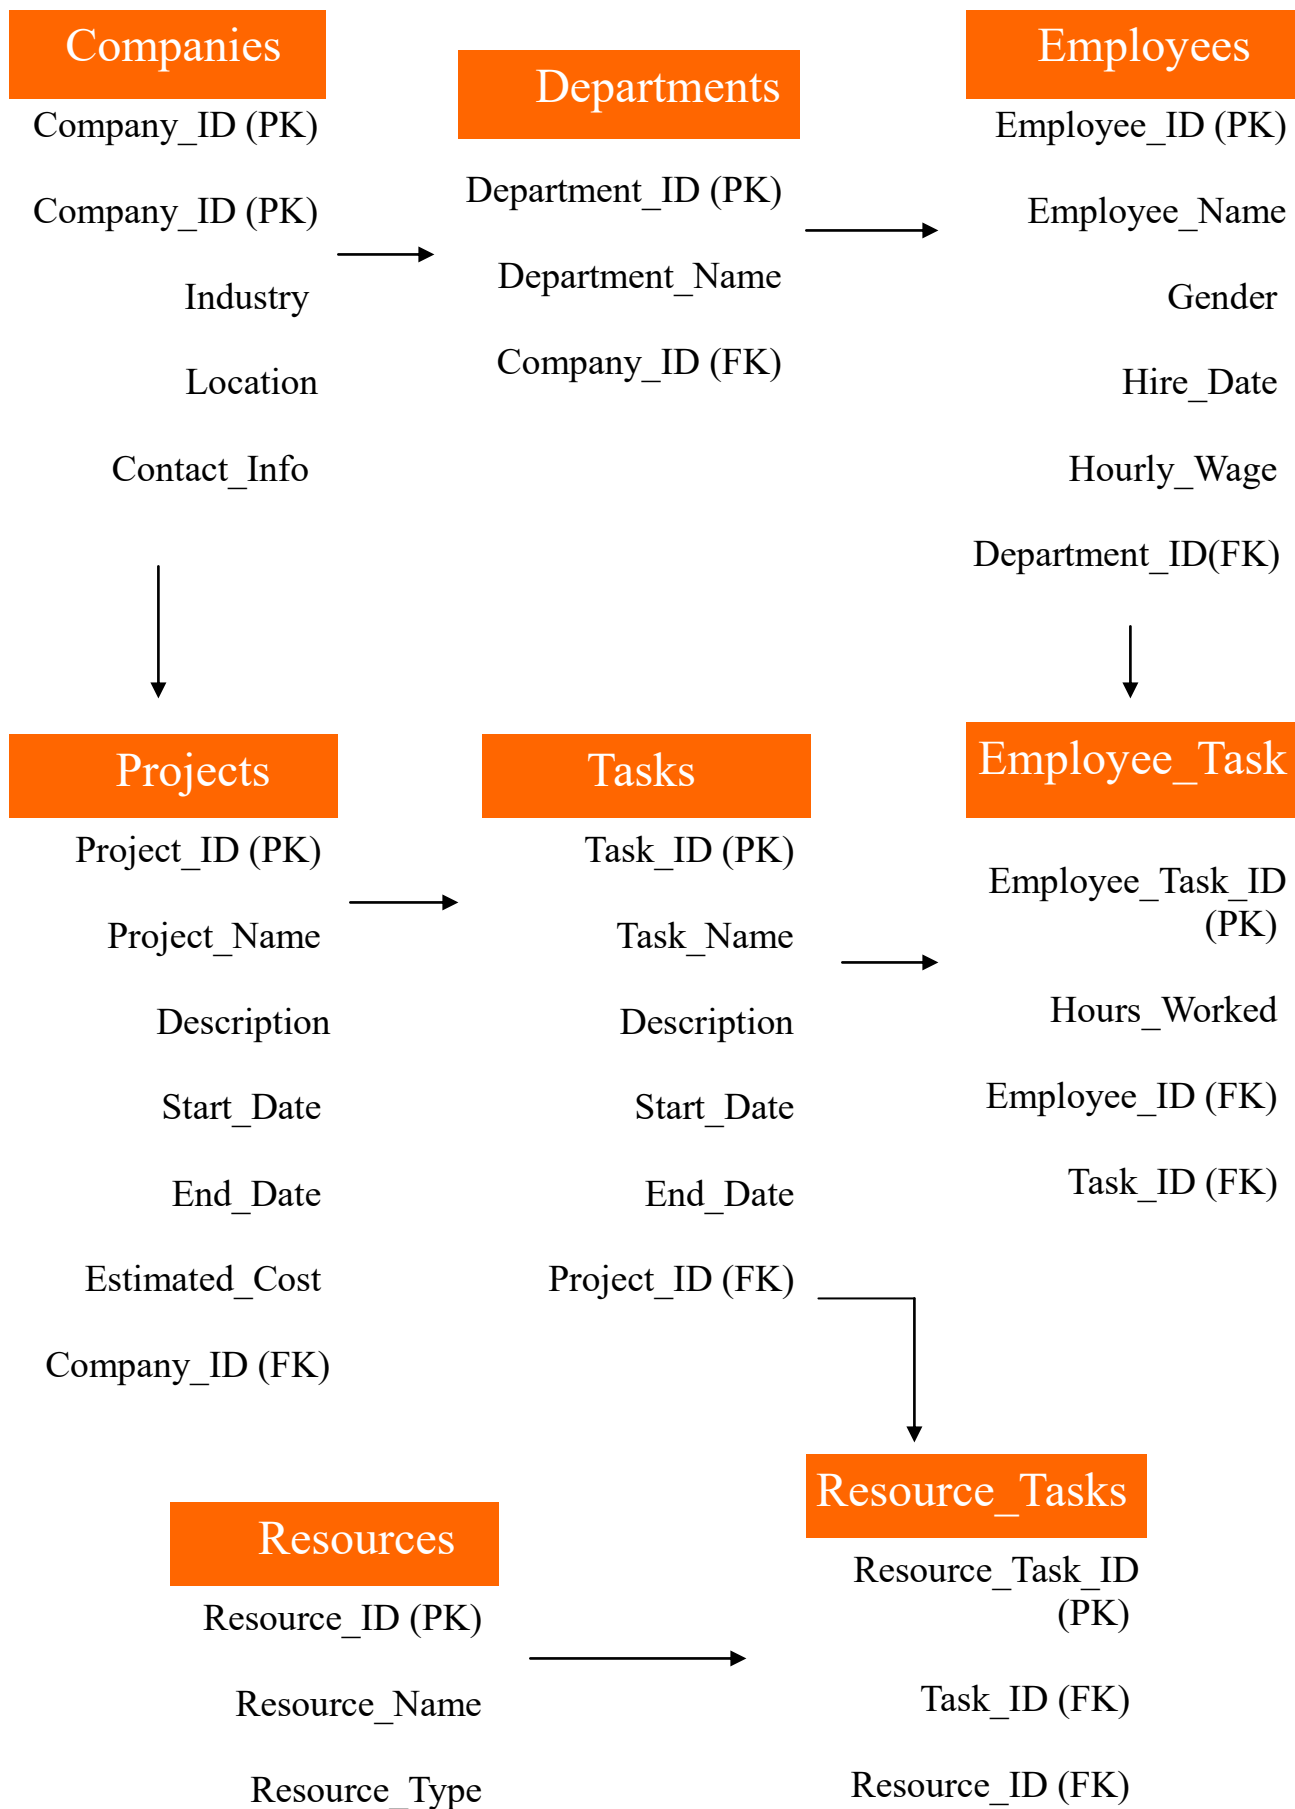 Companies
Company_ID (PK)
Company_ID (PK)
Industry
Location
Contact_Info
Departments
Department_ID (PK)
Department_Name
Company_ID (FK)
Employees
Employee_ID (PK)
Employee_Name
Gender
Hire_Date
Hourly_Wage
Department_ID(FK)
Projects
Project_ID (PK)
Project_Name
Description
Start_Date
End_Date
Estimated_Cost
Company_ID (FK)
Tasks
Task_ID (PK)
Task_Name
Description
Start_Date
End_Date
Project_ID (FK)
Employee_Task
Employee_Task_ID
(PK)
Hours_Worked
Employee_ID (FK)
Task_ID (FK)
Resources
Resource_ID (PK)
Resource_Name
Resource_Type
Resource_Tasks
Resource_Task_ID
(PK)
Task_ID (FK)
Resource_ID (FK)